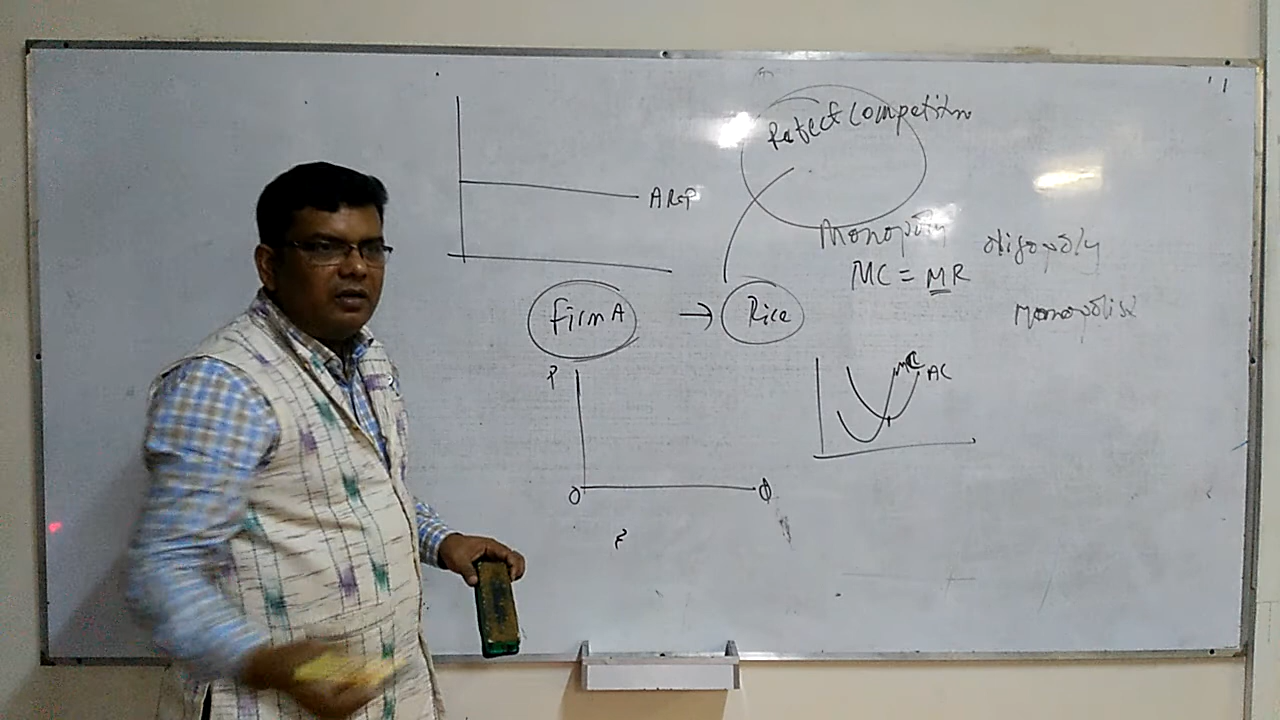 Perfect Competition
AR=P
Monopoly
Oligopoly
MC = MR
Monopolist
Firm A → Rice
P
MC
AC
O
Q